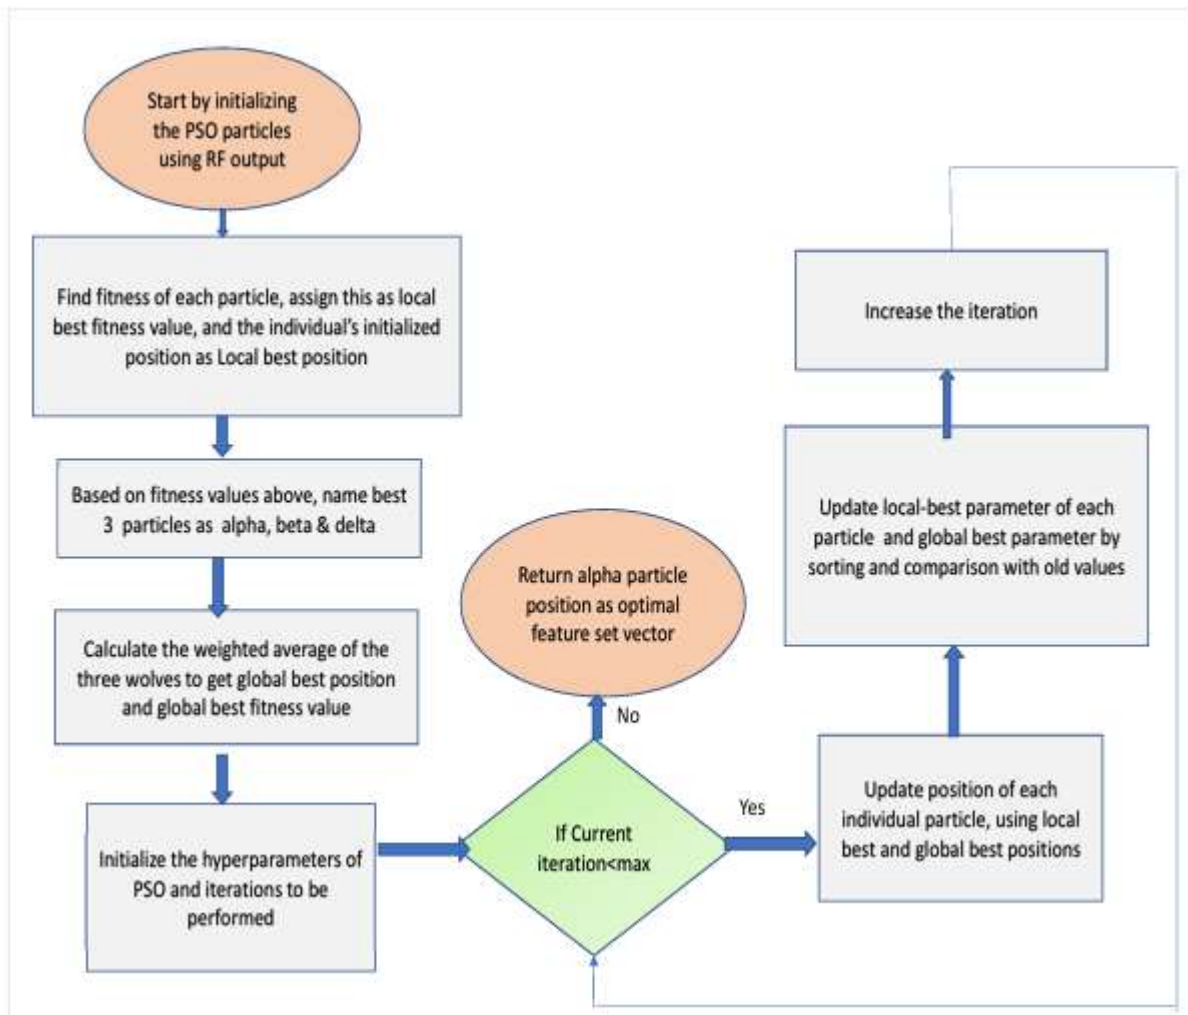 Start by initializing
the PSO particles
using RF output
Find fitness of each particle, assign this as local
best fitness value, and the individual's initialized
position as Local best position
Based on fitness values above, name best
3 particles as alpha, beta & delta
Calculate the weighted average of the
three wolves to get global best position
and global best fitness value
Initialize the hyperparameters of
PSO and iterations to be
performed
If Current
iteration<max
No
Return alpha particle
position as optimal
feature set vector
Yes
Update position of each
individual particle, using local
best and global best positions
Update local-best parameter of each
particle and global best parameter by
sorting and comparison with old values
Increase the iteration